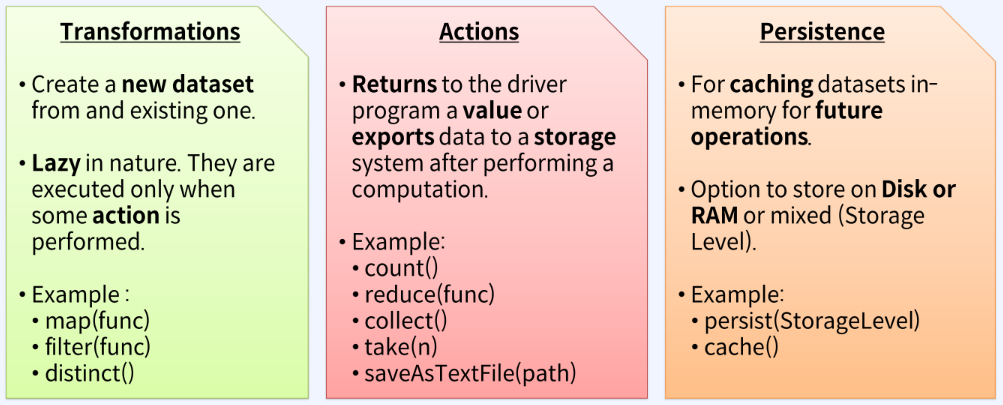 Transformations
• Create a new dataset
from and existing one.
• Lazy in nature. They are
executed only when
some action is
performed.
• Example :
• map(func)
• filter(func)
• distinct()
Actions
• Returns to the driver
program a value or
exports data to a storage
system after performing a
computation.
• Example:
• count()
• reduce(func)
• collect()
• take(n)
• saveAsTextFile(path)
Persistence
• For caching datasets in-
memory for future
operations.
• Option to store on Disk or
RAM or mixed (Storage
Level).
• Example:
• persist(StorageLevel)
• cache()